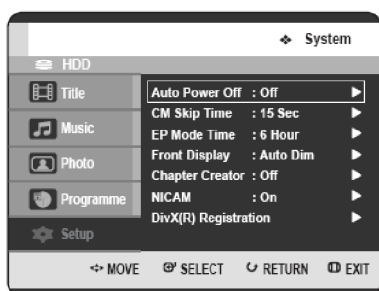 ❖ System
HDD
Title
Music
Photo
Programme
Setup
Auto Power Off : Off ►
CM Skip Time : 15 Sec ►
EP Mode Time : 6 Hour ►
Front Display : Auto Dim ►
Chapter Creator : Off ►
NICAM : On ►
DivX(R) Registration ►
MOVE SELECT RETURN EXIT